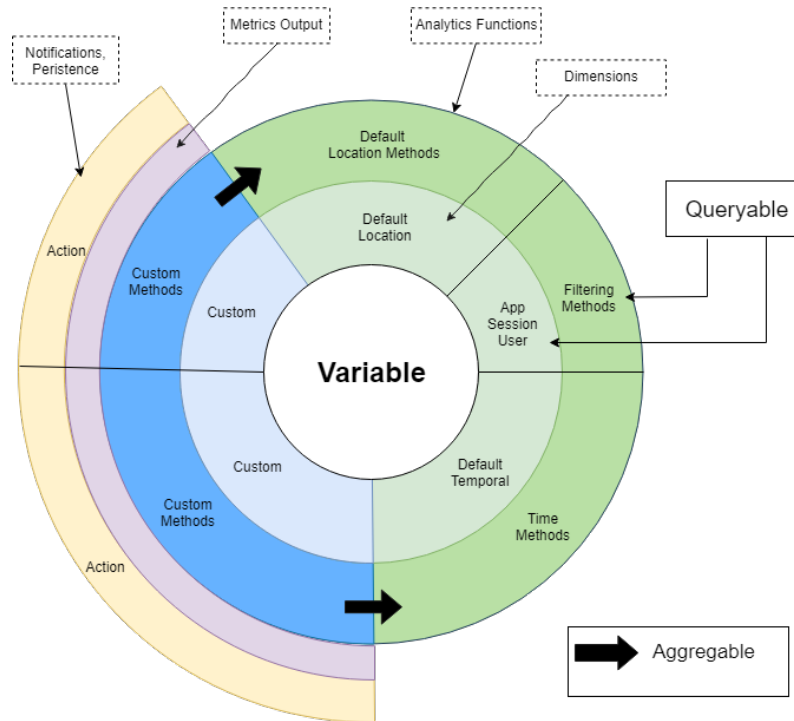 Metrics Output
Analytics Functions
Notifications,
Peristence
Dimensions
Default
Location Methods
Queryable
Default
Location
Action
Custom
Methods
Filtering
Methods
Custom
App
Session
User
Variable
Custom
Default
Temporal
Custom
Methods
Time
Methods
Action
Aggregable